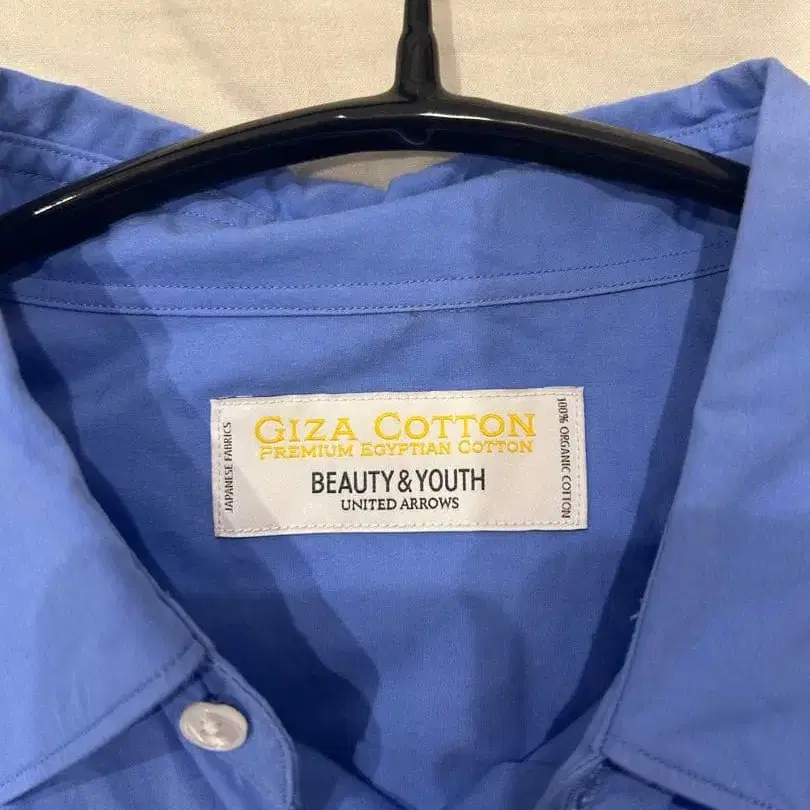 JAPANESE FABRICS
GIZA COTTON
PREMIUM EGYPTIAN COTTON
BEAUTY & YOUTH
UNITED ARROWS
100% ORGANIC COTTON